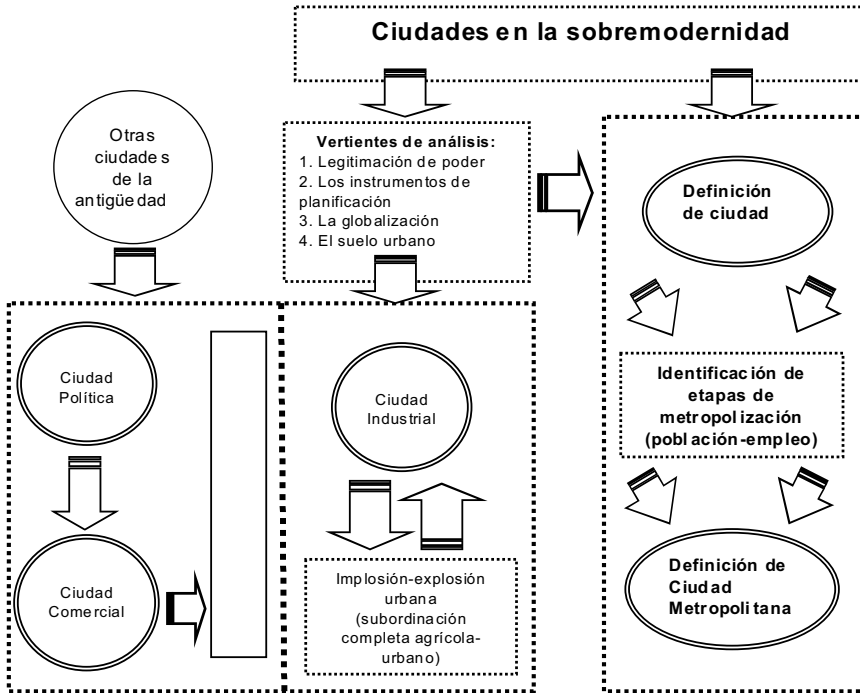 Ciudades en la sobremodernidad
Otras
ciudades
de la
antigüedad
Vertientes de análisis:
1. Legitimación de poder
2. Los instrumentos de
planificación
3. La globalización
4. El suelo urbano
Definición
de ciudad
Ciudad
Política
Ciudad
Industrial
Identificación de
etapas de
metropolización
(población-empleo)
Ciudad
Comercial
Implosión-explosión
urbana
(subordinación
completa agrícola-
urbano)
Definición de
Ciudad
Metropolitana